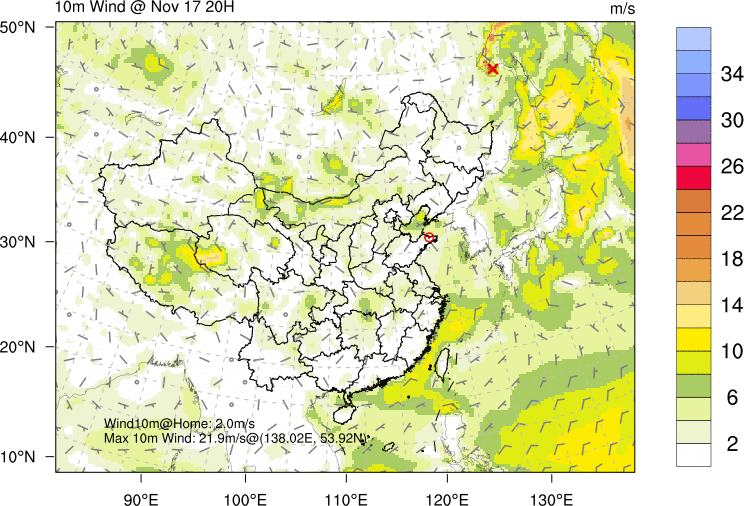 10m Wind @ Nov 17 20H
m/s
50°N
40°N
30°N
20°N
10°N
90°E
100°E
110°E
120°E
130°E
Wind10m@Home: 2.0m/s
Max 10m Wind: 21.9m/s@(138.02E, 53.92N)
34
30
26
22
18
14
10
6
2